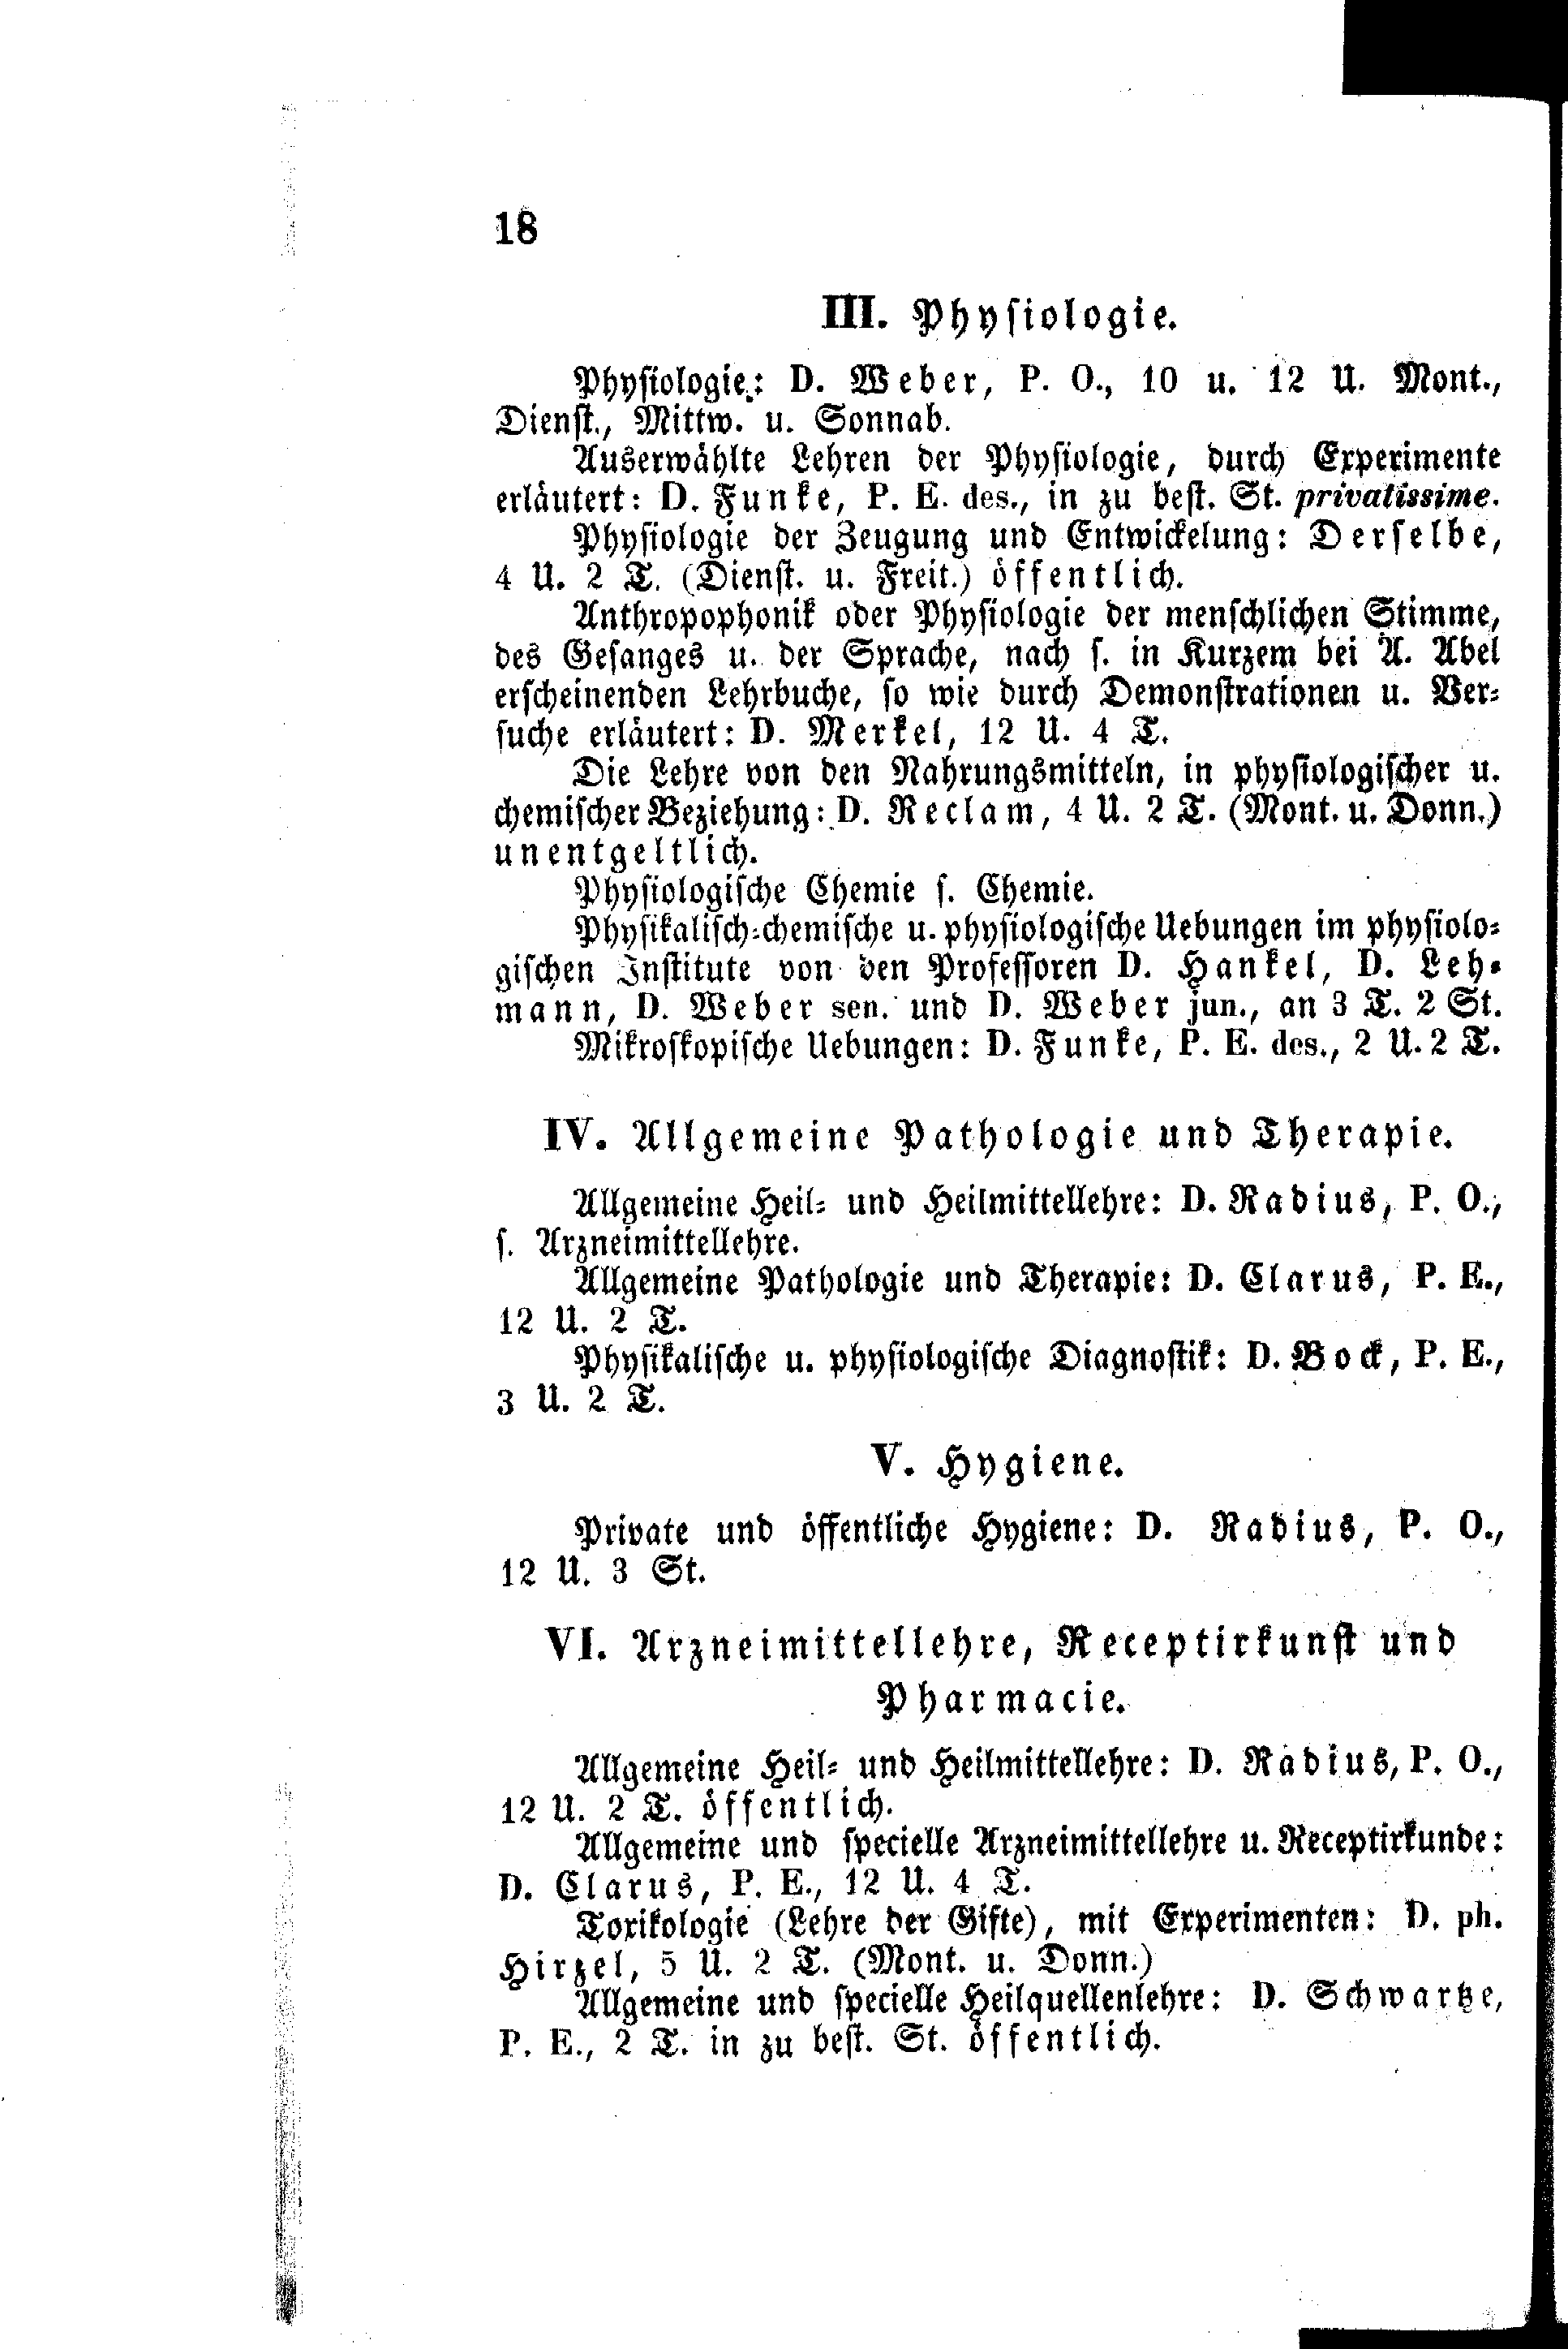 18
III. Physiologie.
Physiologie: D. Weber, P. O., 10 u. 12 U. Mont.,
Dienst., Mittw. u. Sonnab.
Auserwählte Lehren der Physiologie, durch Experimente
erläutert: D. Funke, P. E. des., in zu best. St. privatissime.
Physiologie der Zeugung und Entwickelung: Derselbe,
4 U. 2 T. (Dienst. u. Freit.) öffentlich.
Anthropophonik oder Physiologie der menschlichen Stimme,
des Gesanges u. der Sprache, nach s. in Kurzem bei A. Abel
erscheinenden Lehrbuche, so wie durch Demonstrationen u. Ver-
suche erläutert: D. Merkel, 12 U. 4 T.
Die Lehre von den Nahrungsmitteln, in physiologischer u.
chemischer Beziehung: D. Reclam, 4 U. 2 T. (Mont. u. Donn.)
unentgeltlich.
Physiologische Chemie s. Chemie.
Physikalisch-chemische u. physiologische Uebungen im physiolo-
gischen Institute von den Professoren D. Hankel, D. Leh-
mann, D. Weber sen. und D. Weber jun., an 3 T. 2 St.
Mikroskopische Uebungen: D. Funke, P. E. des., 2 U. 2 T.
IV. Allgemeine Pathologie und Therapie.
Allgemeine Heil- und Heilmittellehre: D. Radius, P. O.,
s. Arzneimittellehre.
Allgemeine Pathologie und Therapie: D. Clarus, P. E.,
12 U. 2 T.
Physikalische u. physiologische Diagnostik: D. Bock, P. E.,
3 U. 2 T.
V. Hygiene.
Private und öffentliche Hygiene: D. Radius, P. O.,
12 U. 3 St.
VI. Arzneimittellehre, Receptirkunst und
Pharmacie.
Allgemeine Heil- und Heilmittellehre: D. Radius, P. O.,
12 U. 2 T. öffentlich.
Allgemeine und specielle Arzneimittellehre u. Receptirkunde:
D. Clarus, P. E., 12 U. 4 T.
Toxikologie (Lehre der Gifte), mit Experimenten: D. ph.
Hirzel, 5 U. 2 T. (Mont. u. Donn.)
Allgemeine und specielle Heilquellenlehre: D. Schwartze,
P. E., 2 T. in zu best. St. öffentlich.